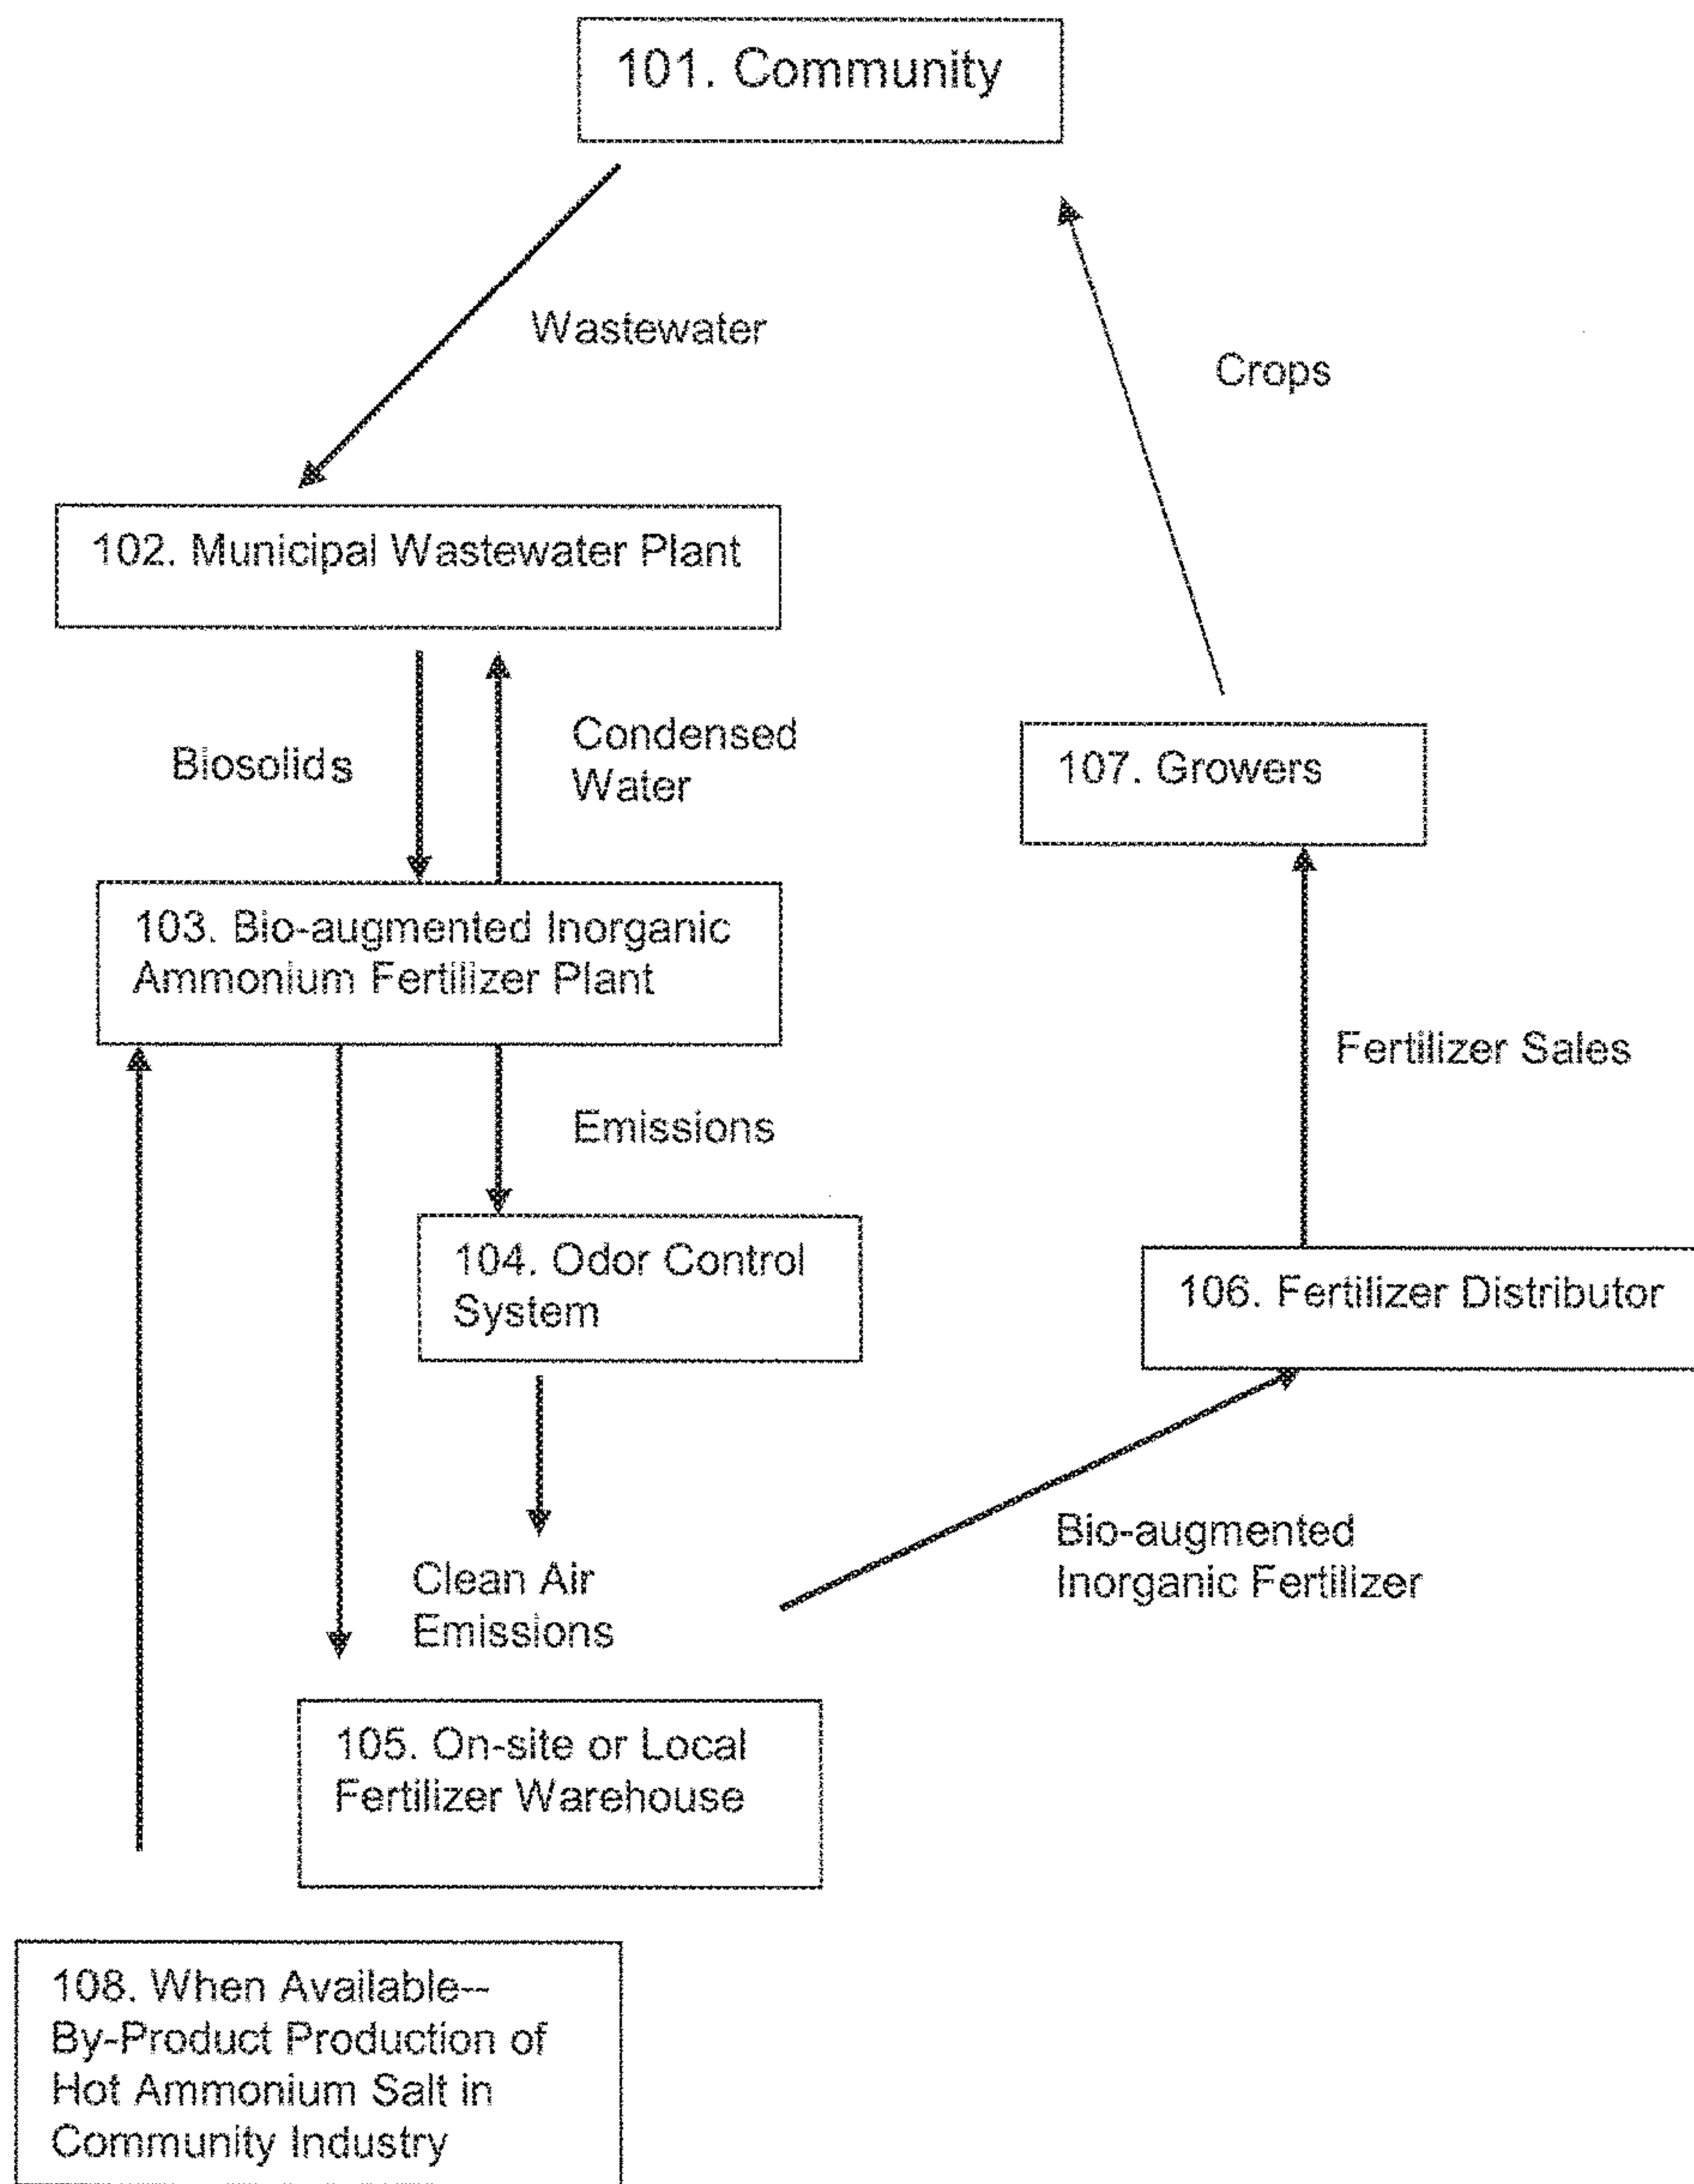 101. Community
Wastewater
Crops
102. Municipal Wastewater Plant
Biosolids
Condensed
Water
107. Growers
103. Bio-augmented Inorganic
Ammonium Fertilizer Plant
Fertilizer Sales
Emissions
104. Odor Control
System
106. Fertilizer Distributor
Clean Air
Emissions
Bio-augmented
Inorganic Fertilizer
105. On-site or Local
Fertilizer Warehouse
108. When Available--
By-Product Production of
Hot Ammonium Salt in
Community Industry